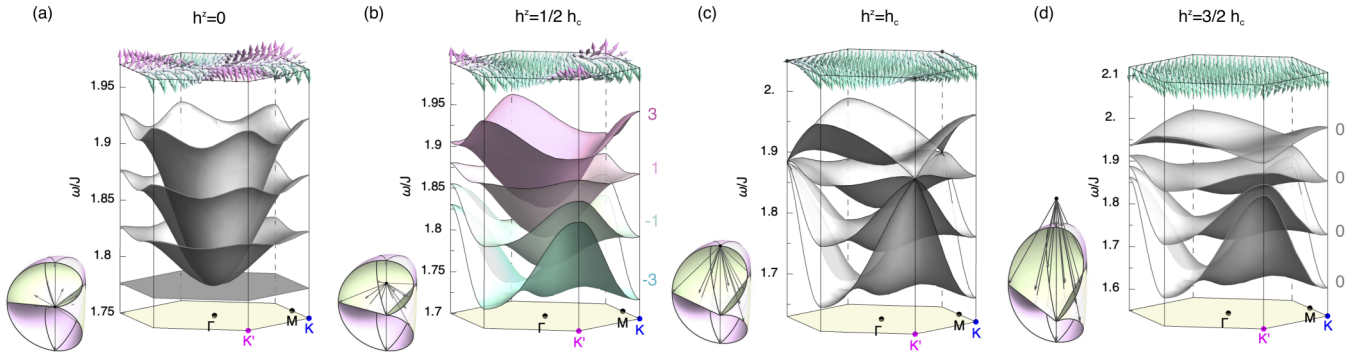 (a) h^z=0
1.95
1.9
1.85
1.8
1.75
ω/J
Γ
M
K
K'
(b) h^z=1/2 h_c
1.95
1.9
1.85
1.8
1.75
1.7
ω/J
3
1
-1
-3
Γ
M
K
K'
(c) h^z=h_c
2.
1.9
1.8
1.7
ω/J
Γ
M
K
K'
(d) h^z=3/2 h_c
2.1
2.
1.9
1.8
1.7
1.6
ω/J
0
0
0
0
Γ
M
K
K'